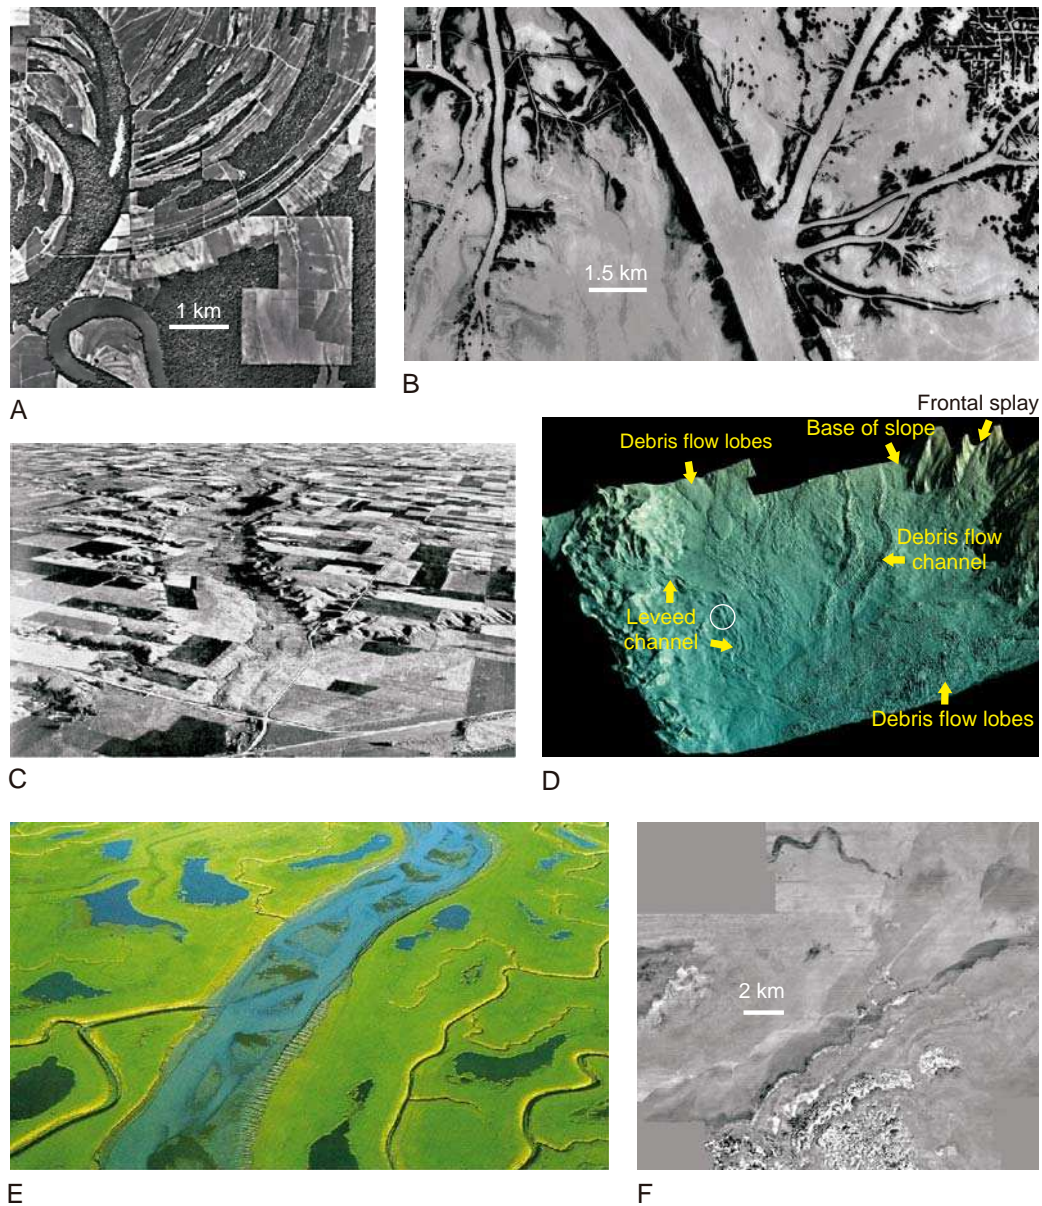 1 km
A
1.5 km
B
C
Frontal splay
Base of slope
Debris flow lobes
Debris flow
channel
Leveed
channel
Debris flow lobes
D
E
2 km
F